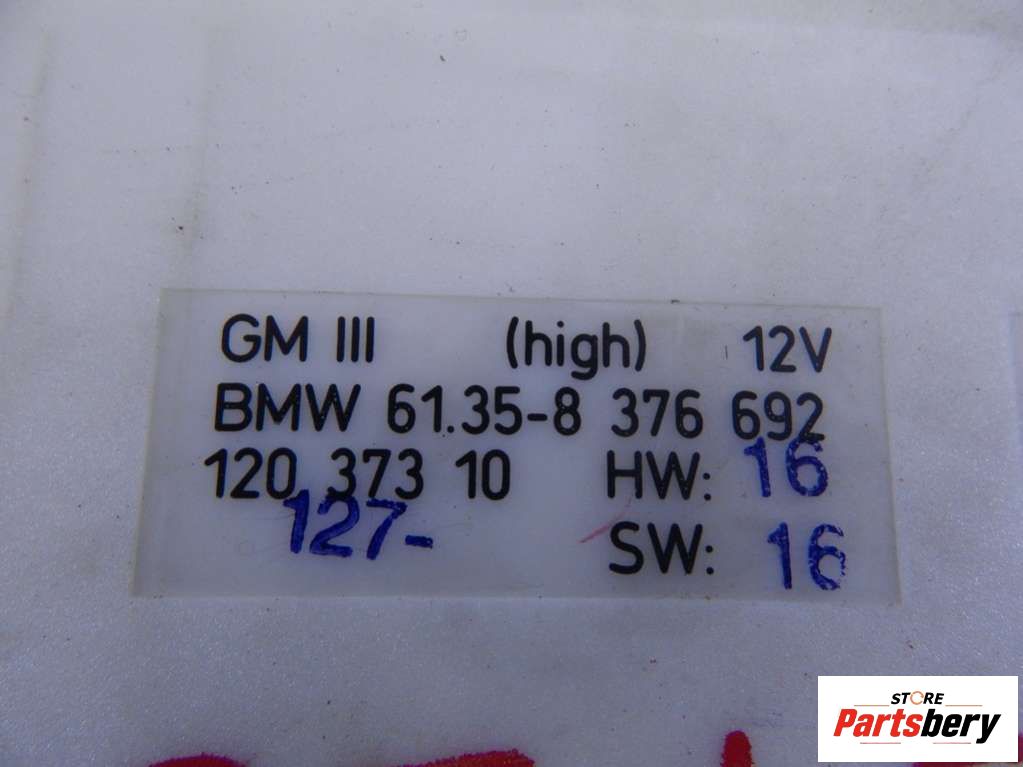 GM III (high) 12V
BMW 61.35-8 376 692
120 373 10 HW: 16
127-
SW: 16
STORE
Partsbery